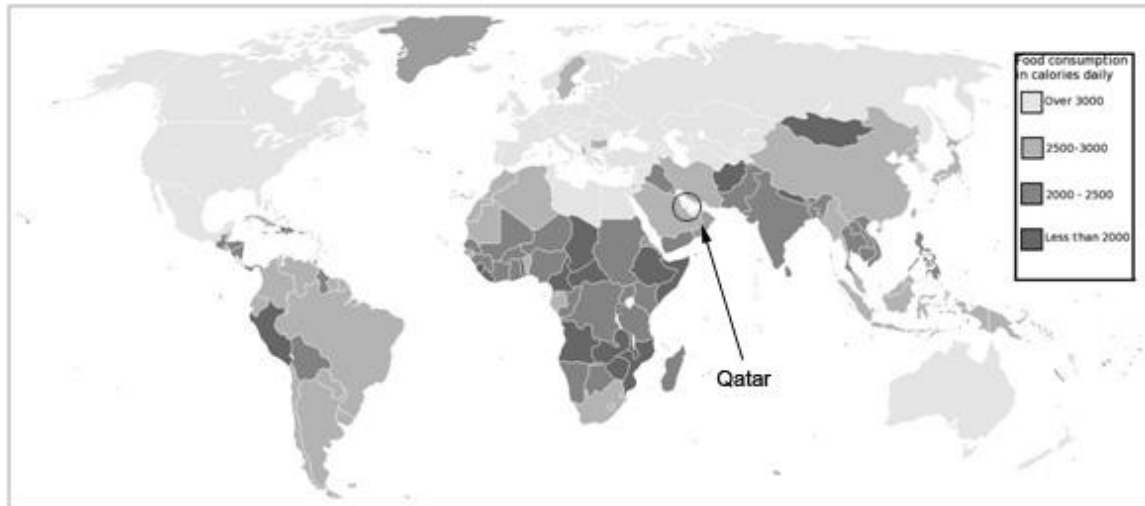 Food consumption
in calories daily
Over 3000
2500-3000
2000 - 2500
Less than 2000
Qatar